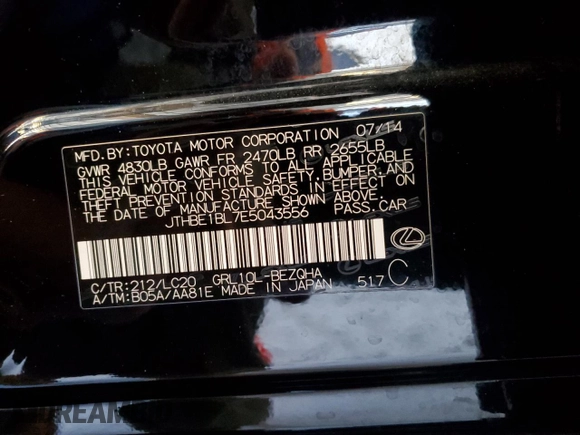 MFD. BY: TOYOTA MOTOR CORPORATION 07/14
GVWR 4830LB GAWR FR 2470LB RR 2655LB
THIS VEHICLE CONFORMS TO ALL APPLICABLE
FEDERAL MOTOR VEHICLE SAFETY, BUMPER, AND
THEFT PREVENTION STANDARDS IN EFFECT ON
THE DATE OF MANUFACTURE SHOWN ABOVE.
JTHBE1BL7E5043556 PASS.CAR
C/TR:212/LC20 GRL10L-BEZQHA
A/TM:B05A/AA81E MADE IN JAPAN 517C